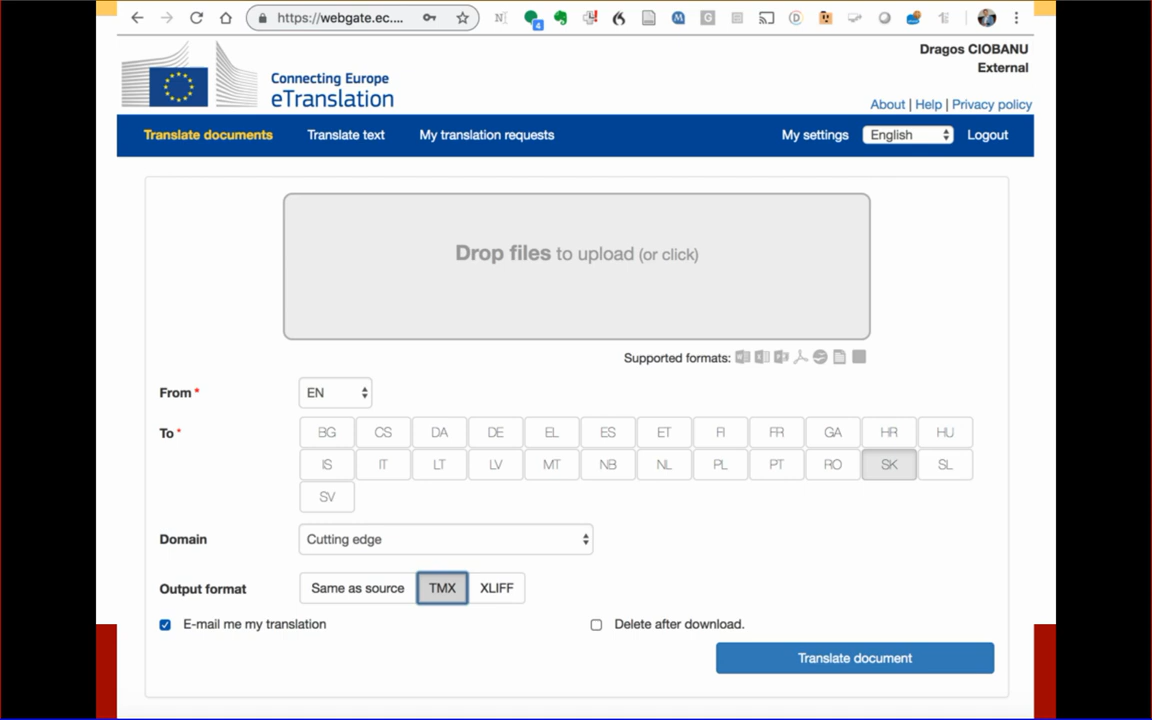 https://webgate.ec....
4
Dragos CIOBANU
External
Connecting Europe
eTranslation
About | Help | Privacy policy
Translate documents Translate text My translation requests My settings English Logout
Drop files to upload (or click)
Supported formats:
From * EN
To * BG CS DA DE EL ES ET FI FR GA HR HU
IS IT LT LV MT NB NL PL PT RO SK SL
SV
Domain Cutting edge
Output format Same as source TMX XLIFF
E-mail me my translation Delete after download.
Translate document